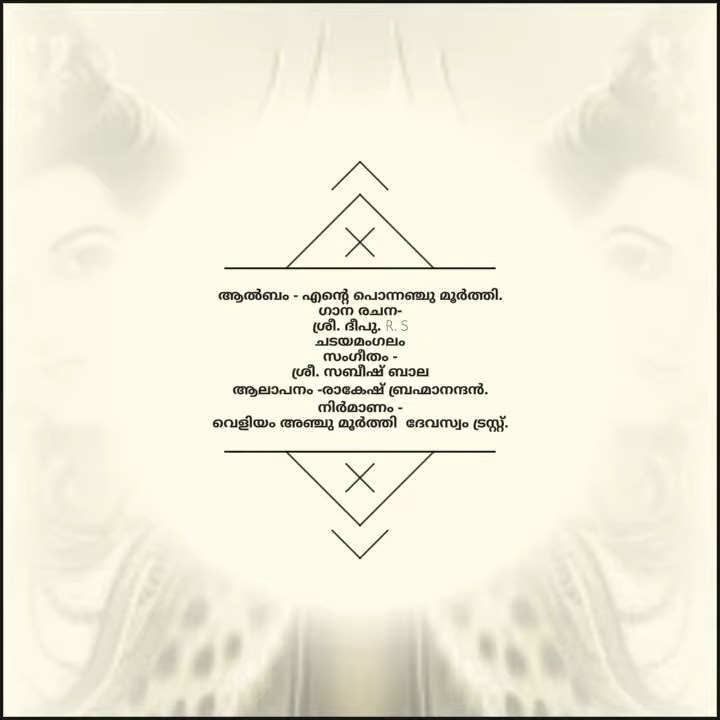 ആൽബം - എന്റെ പൊന്നഞ്ചു മൂർത്തി.
ഗാന രചന-
ശ്രീ. ദീപു. R. S
ചടയമംഗലം
സംഗീതം -
ശ്രീ. സബീഷ് ബാല
ആലാപനം -രാകേഷ് ബ്രഹ്മാനന്ദൻ.
നിർമാണം -
വെളിയം അഞ്ചു മൂർത്തി ദേവസ്വം ട്രസ്റ്റ്.